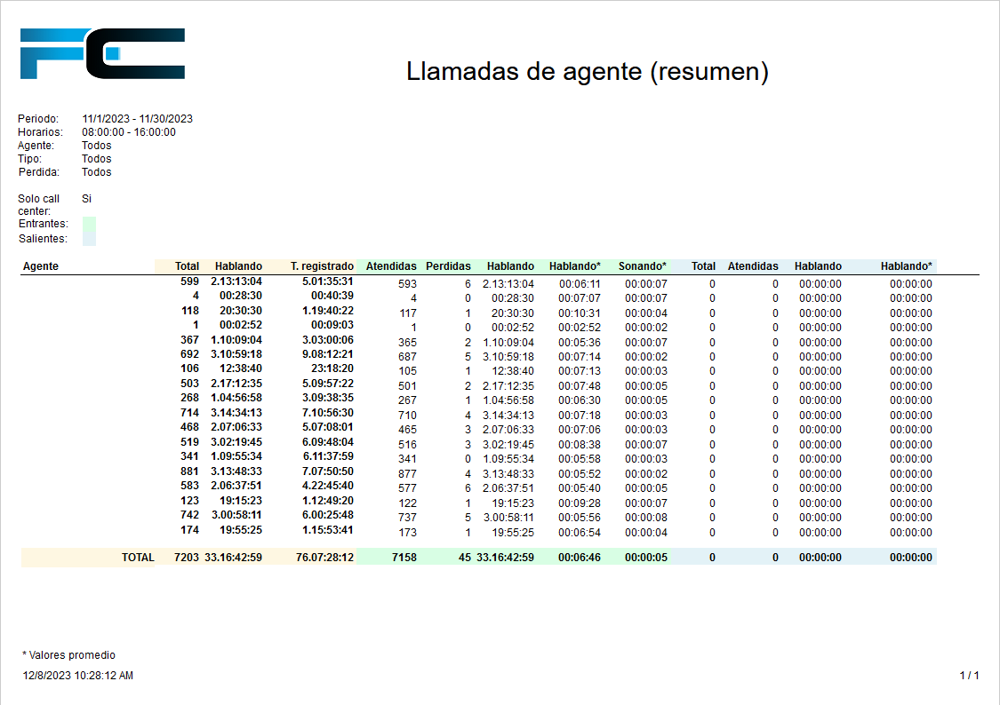 FC
Llamadas de agente (resumen)
Periodo: 11/1/2023 - 11/30/2023
Horarios: 08:00:00 - 16:00:00
Agente: Todos
Tipo: Todos
Perdida: Todos
Solo call center: Si
Entrantes:
Salientes:
Agente Total Hablando T. registrado Atendidas Perdidas Hablando Hablando* Sonando* Total Atendidas Hablando Hablando*
599 2.13:13:04 5.01:35:31 593 6 2.13:13:04 00:06:11 00:00:07 0 0 00:00:00 00:00:00
4 00:28:30 00:40:39 4 0 00:28:30 00:07:07 00:00:07 0 0 00:00:00 00:00:00
118 20:30:30 1.19:40:22 117 1 20:30:30 00:10:31 00:00:04 0 0 00:00:00 00:00:00
1 00:02:52 00:09:03 1 0 00:02:52 00:02:52 00:00:02 0 0 00:00:00 00:00:00
367 1.10:09:04 3.03:00:06 365 2 1.10:09:04 00:05:36 00:00:07 0 0 00:00:00 00:00:00
692 3.10:59:18 9.08:12:21 687 5 3.10:59:18 00:07:14 00:00:02 0 0 00:00:00 00:00:00
106 12:38:40 23:18:20 105 1 12:38:40 00:07:13 00:00:03 0 0 00:00:00 00:00:00
503 2.17:12:35 5.09:57:22 501 2 2.17:12:35 00:07:48 00:00:05 0 0 00:00:00 00:00:00
268 1.04:56:58 3.09:38:35 267 1 1.04:56:58 00:06:30 00:00:05 0 0 00:00:00 00:00:00
714 3.14:34:13 7.10:56:30 710 4 3.14:34:13 00:07:18 00:00:03 0 0 00:00:00 00:00:00
468 2.07:06:33 5.07:08:01 465 3 2.07:06:33 00:07:06 00:00:03 0 0 00:00:00 00:00:00
519 3.02:19:45 6.09:48:04 516 3 3.02:19:45 00:08:38 00:00:07 0 0 00:00:00 00:00:00
341 1.09:55:34 6.11:37:59 341 0 1.09:55:34 00:05:58 00:00:03 0 0 00:00:00 00:00:00
881 3.13:48:33 7.07:50:50 877 4 3.13:48:33 00:05:52 00:00:02 0 0 00:00:00 00:00:00
583 2.06:37:51 4.22:45:40 577 6 2.06:37:51 00:05:40 00:00:05 0 0 00:00:00 00:00:00
123 19:15:23 1.12:49:20 122 1 19:15:23 00:09:28 00:00:07 0 0 00:00:00 00:00:00
742 3.00:58:11 6.00:25:48 737 5 3.00:58:11 00:05:56 00:00:08 0 0 00:00:00 00:00:00
174 19:55:25 1.15:53:41 173 1 19:55:25 00:06:54 00:00:04 0 0 00:00:00 00:00:00
TOTAL 7203 33.16:42:59 76.07:28:12 7158 45 33.16:42:59 00:06:46 00:00:05 0 0 00:00:00 00:00:00
* Valores promedio
12/8/2023 10:28:12 AM 1 / 1